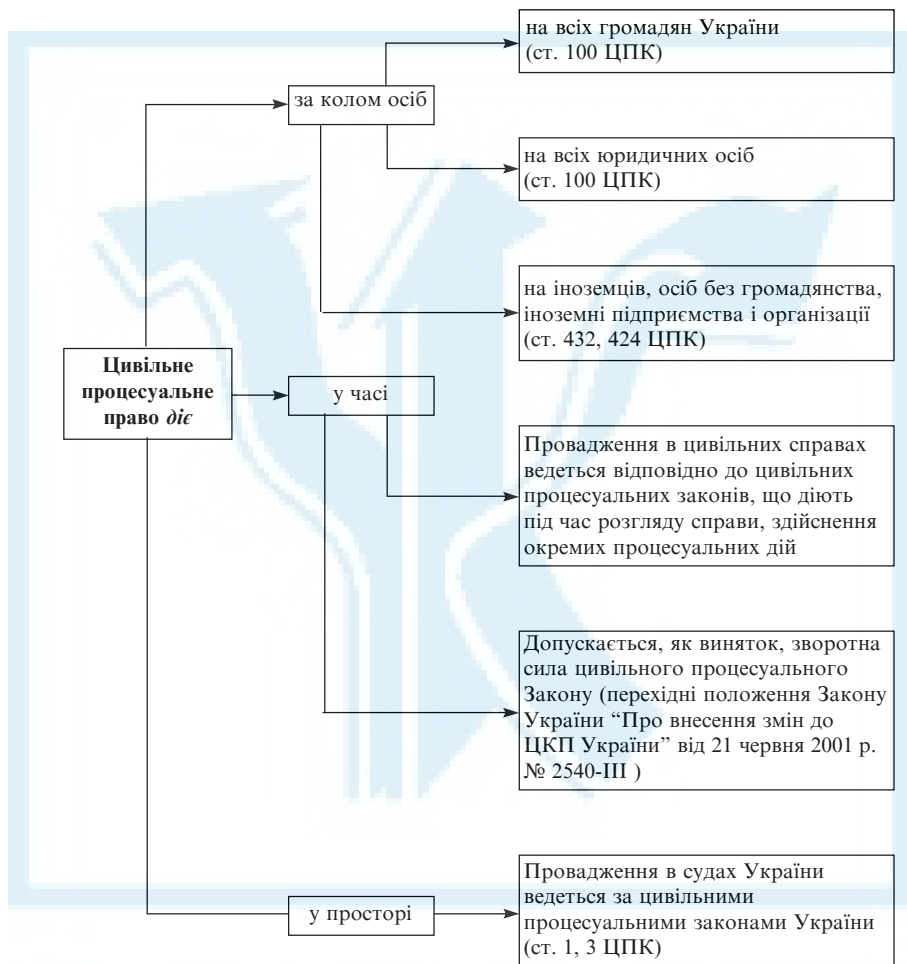 на всіх громадян України
(ст. 100 ЦПК)
за колом осіб
на всіх юридичних осіб
(ст. 100 ЦПК)
на іноземців, осіб без громадянства,
іноземні підприємства і організації
(ст. 432, 424 ЦПК)
Цивільне
процесуальне
право діє
у часі
Провадження в цивільних справах
ведеться відповідно до цивільних
процесуальних законів, що діють
під час розгляду справи, здійснення
окремих процесуальних дій
Допускається, як виняток, зворотна
сила цивільного процесуального
Закону (перехідні положення Закону
України “Про внесення змін до
ЦКП України” від 21 червня 2001 р.
№ 2540-III )
у просторі
Провадження в судах України
ведеться за цивільними
процесуальними законами України
(ст. 1, 3 ЦПК)